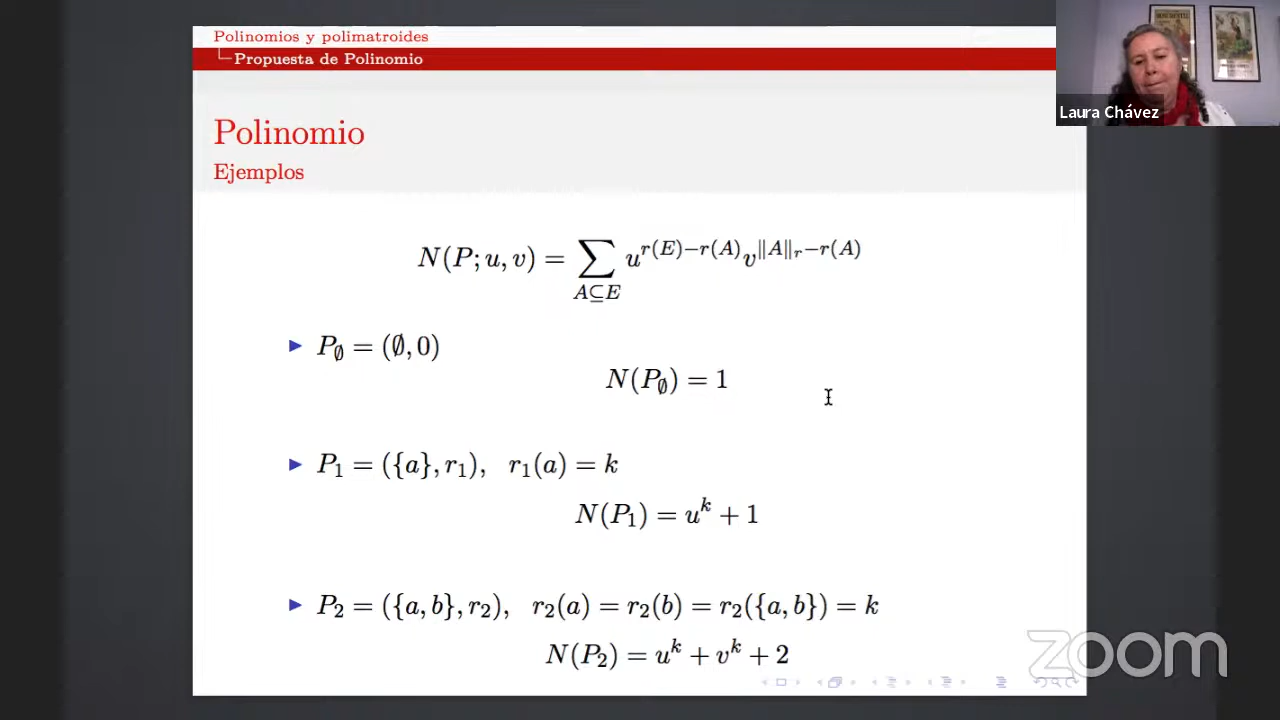 Polinomios y polimatroides
Propuesta de Polinomio
Laura Chávez
Polinomio
Ejemplos
N(P; u, v) = ∑_{A⊆E} u^{r(E)−r(A)} v^{‖A‖_r−r(A)}
▶ P_∅ = (∅, 0)
N(P_∅) = 1
▶ P_1 = ({a}, r_1), r_1(a) = k
N(P_1) = u^k + 1
▶ P_2 = ({a, b}, r_2), r_2(a) = r_2(b) = r_2({a, b}) = k
N(P_2) = u^k + v^k + 2
zoom